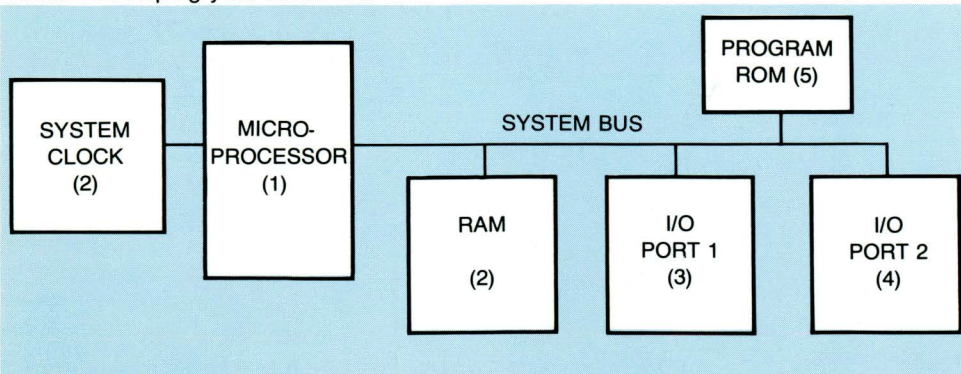 SYSTEM
CLOCK
(2)
MICRO-
PROCESSOR
(1)
SYSTEM BUS
PROGRAM
ROM (5)
RAM
(2)
I/O
PORT 1
(3)
I/O
PORT 2
(4)